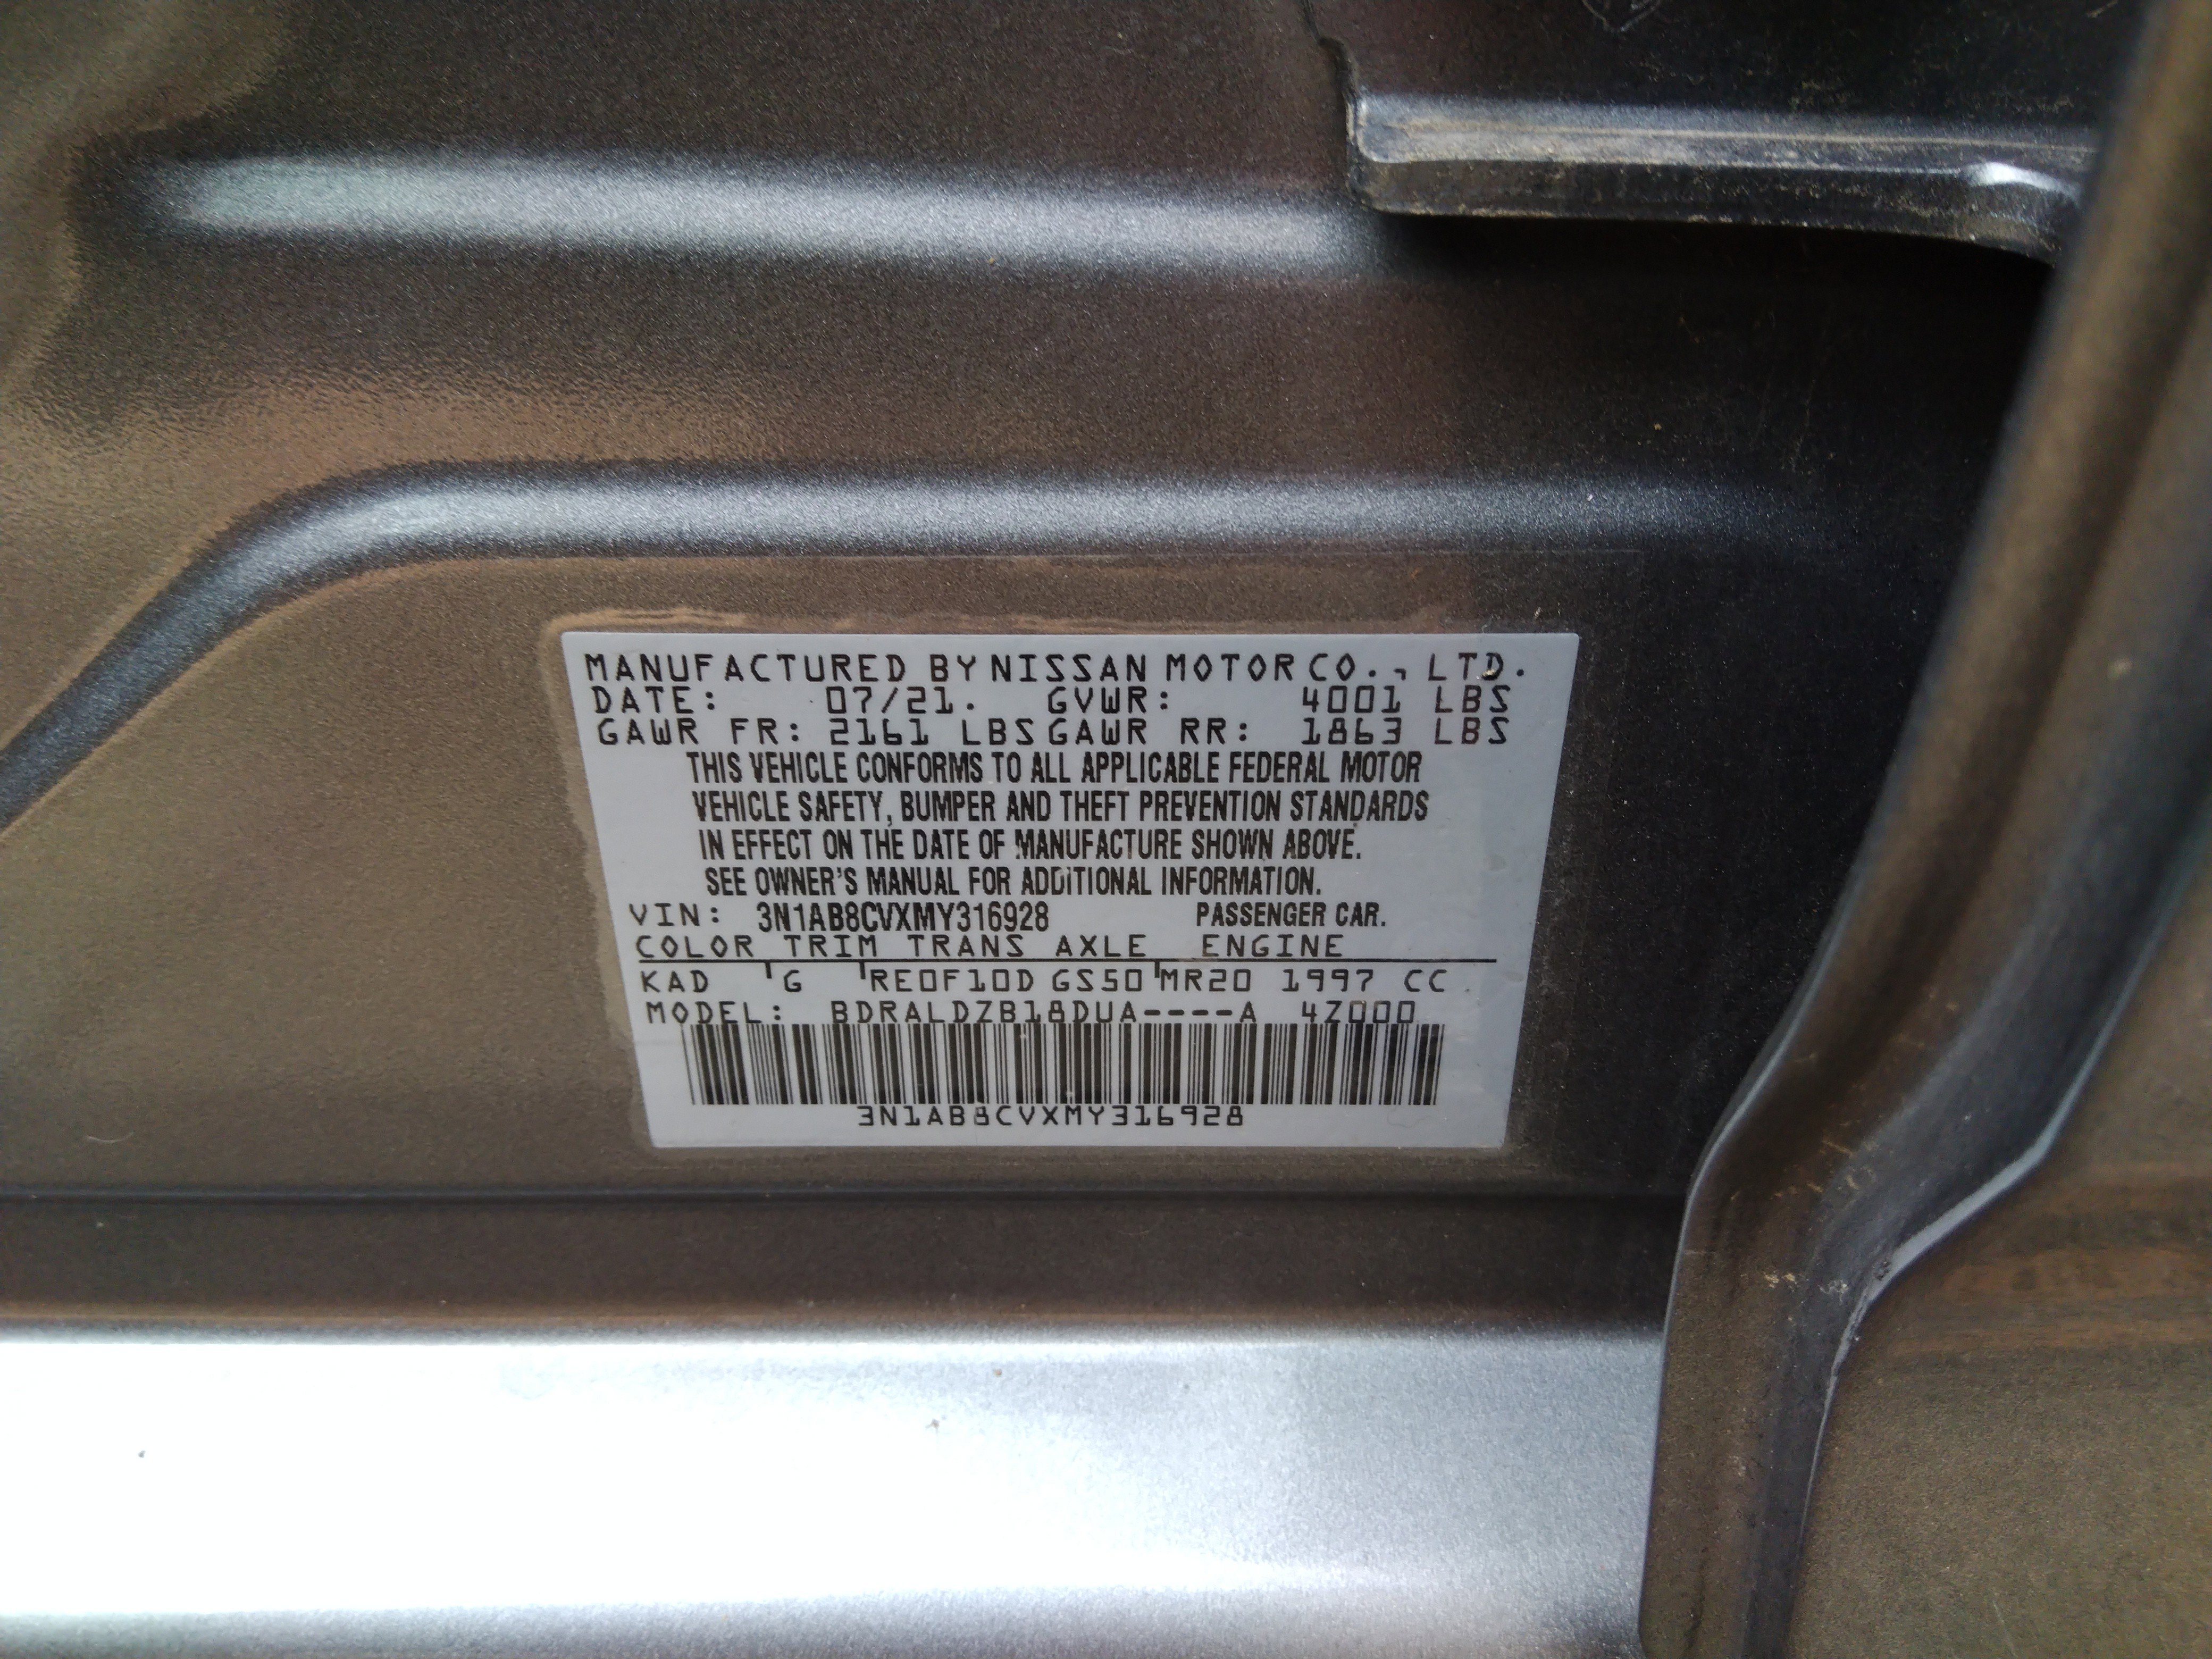 MANUFACTURED BY NISSAN MOTOR CO., LTD.
DATE: 07/21. GVWR: 4001 LBS
GAWR FR: 2161 LBS GAWR RR: 1863 LBS
THIS VEHICLE CONFORMS TO ALL APPLICABLE FEDERAL MOTOR
VEHICLE SAFETY, BUMPER AND THEFT PREVENTION STANDARDS
IN EFFECT ON THE DATE OF MANUFACTURE SHOWN ABOVE.
SEE OWNER'S MANUAL FOR ADDITIONAL INFORMATION.
VIN: 3N1AB8CVXMY316928 PASSENGER CAR.
COLOR TRIM TRANS AXLE ENGINE
KAD G RE0F10D GS50 MR20 1997 CC
MODEL: BDRALDZB18DUA----A 4Z000
3N1AB8CVXMY316928